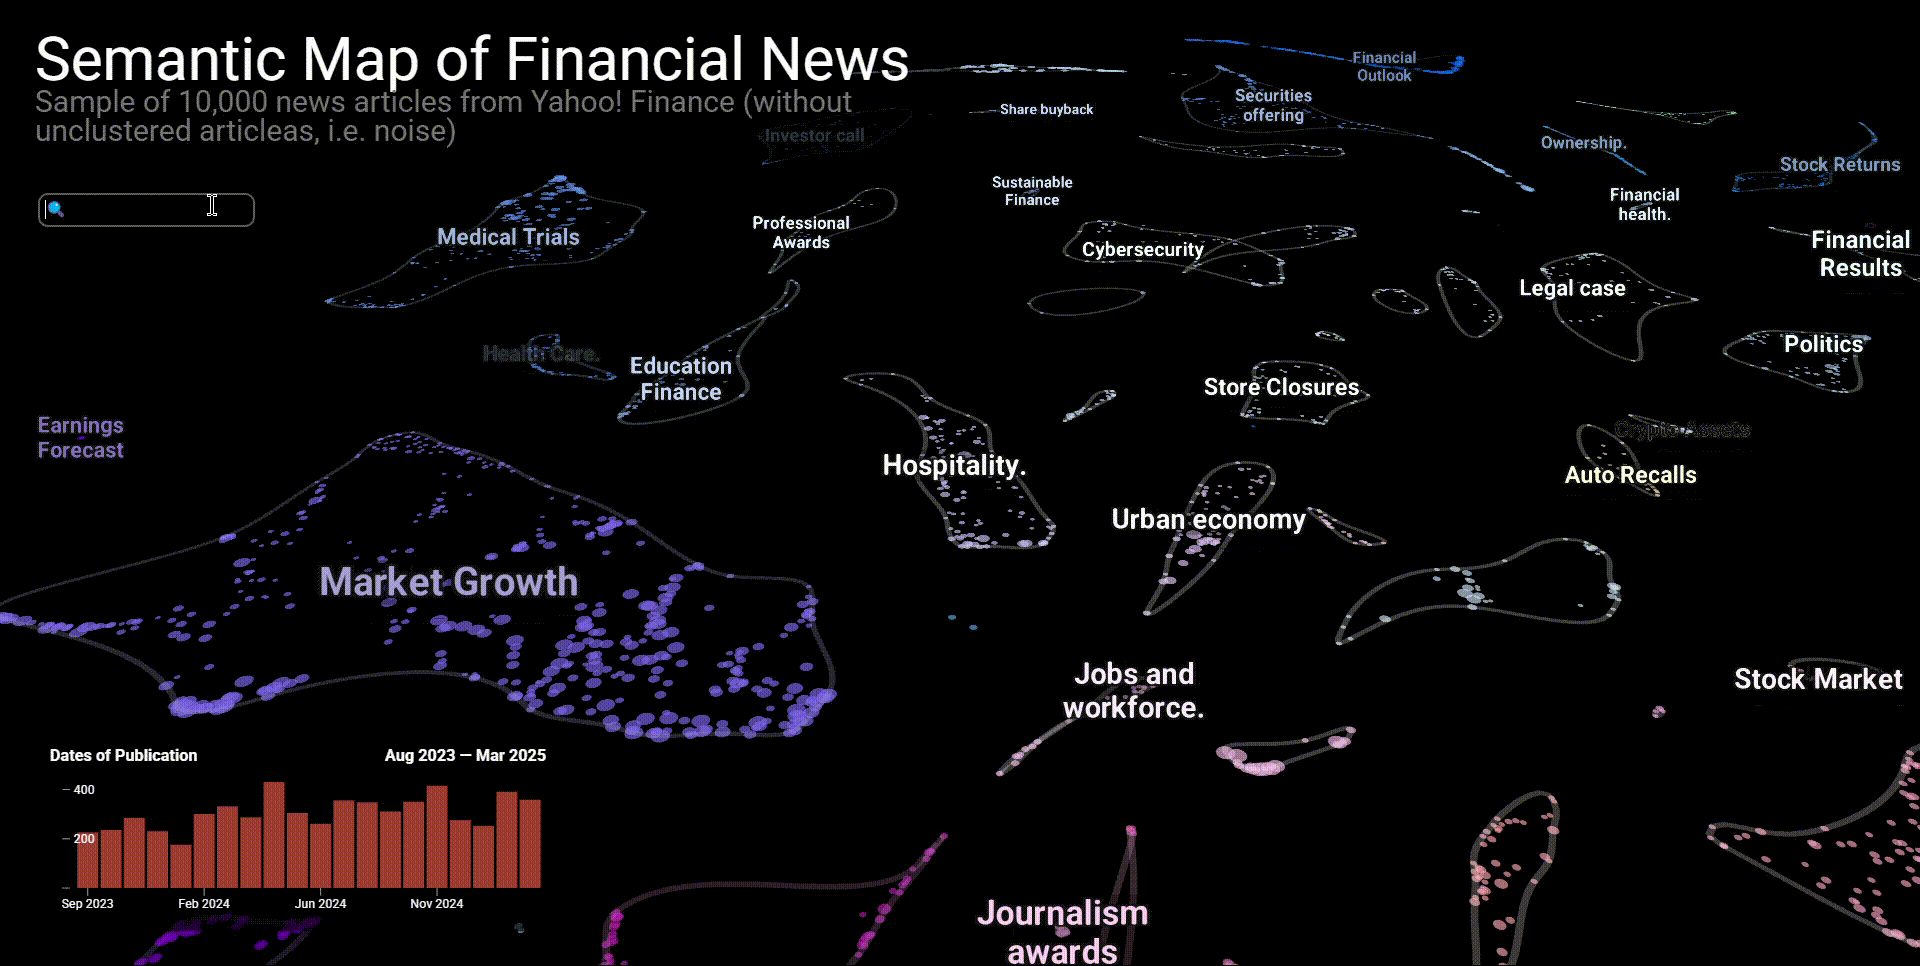 Semantic Map of Financial News
Sample of 10,000 news articles from Yahoo! Finance (without
unclustered articleas, i.e. noise)
Financial
Outlook
Securities
offering
Share buyback
Investor call
Ownership.
Stock Returns
Sustainable
Finance
Financial
health.
Professional
Awards
Medical Trials
Cybersecurity
Financial
Results
Legal case
Politics
Health Care.
Education
Finance
Store Closures
Earnings
Forecast
Crypto Assets
Hospitality.
Auto Recalls
Urban economy
Market Growth
Jobs and
workforce.
Stock Market
Journalism
awards
Dates of Publication
Aug 2023 — Mar 2025
400
200
Sep 2023
Feb 2024
Jun 2024
Nov 2024